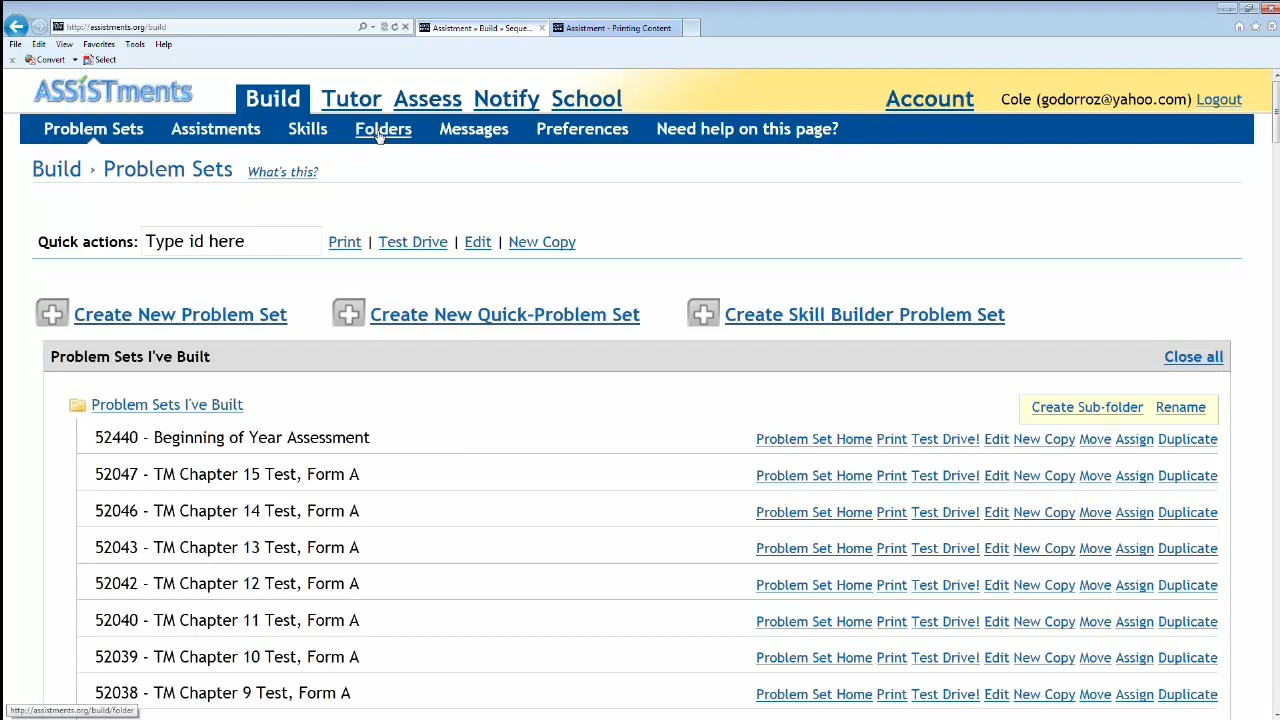 http://assistments.org/build
Assistment » Build » Seque...
Assistment - Printing Content
File Edit View Favorites Tools Help
Convert Select
ASSISTments
Build Tutor Assess Notify School
Account Cole (godorroz@yahoo.com) Logout
Problem Sets Assistments Skills Folders Messages Preferences Need help on this page?
Build › Problem Sets What's this?
Quick actions: Type id here Print | Test Drive | Edit | New Copy
Create New Problem Set Create New Quick-Problem Set Create Skill Builder Problem Set
Problem Sets I've Built Close all
Problem Sets I've Built Create Sub-folder Rename
52440 - Beginning of Year Assessment Problem Set Home Print Test Drive! Edit New Copy Move Assign Duplicate
52047 - TM Chapter 15 Test, Form A Problem Set Home Print Test Drive! Edit New Copy Move Assign Duplicate
52046 - TM Chapter 14 Test, Form A Problem Set Home Print Test Drive! Edit New Copy Move Assign Duplicate
52043 - TM Chapter 13 Test, Form A Problem Set Home Print Test Drive! Edit New Copy Move Assign Duplicate
52042 - TM Chapter 12 Test, Form A Problem Set Home Print Test Drive! Edit New Copy Move Assign Duplicate
52040 - TM Chapter 11 Test, Form A Problem Set Home Print Test Drive! Edit New Copy Move Assign Duplicate
52039 - TM Chapter 10 Test, Form A Problem Set Home Print Test Drive! Edit New Copy Move Assign Duplicate
52038 - TM Chapter 9 Test, Form A Problem Set Home Print Test Drive! Edit New Copy Move Assign Duplicate
http://assistments.org/build/folder